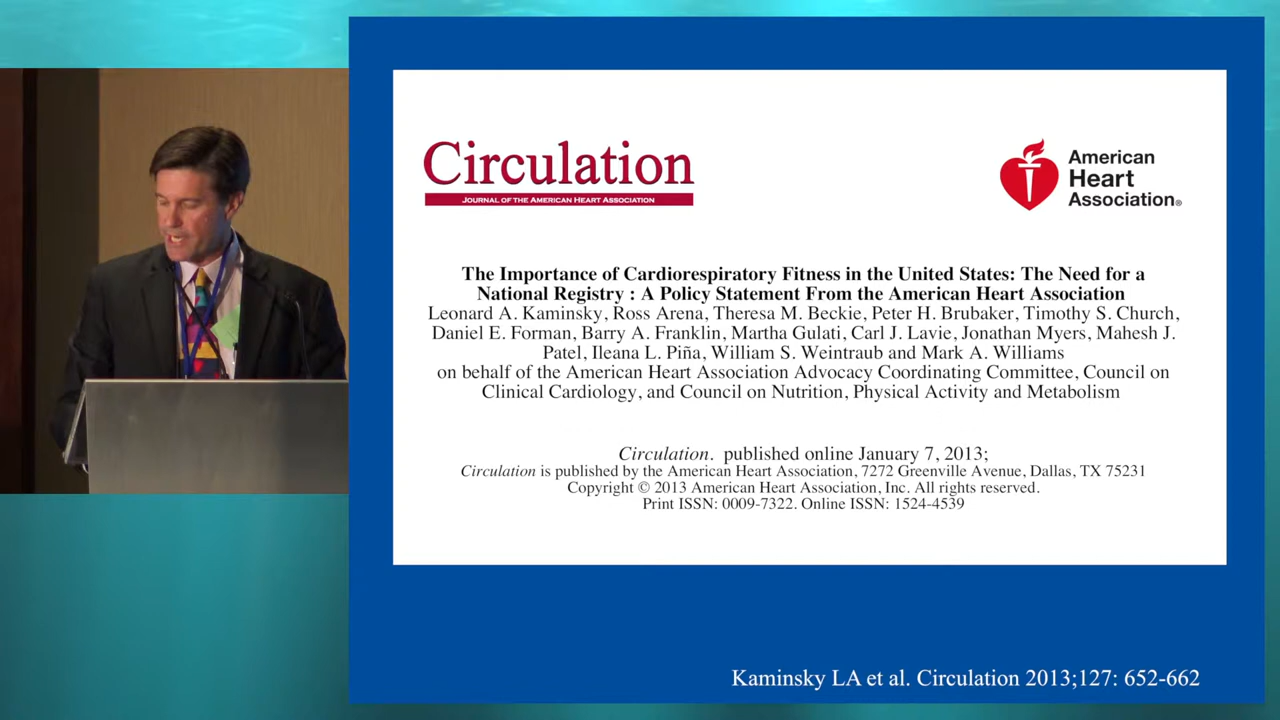 Circulation
JOURNAL OF THE AMERICAN HEART ASSOCIATION
American
Heart
Association®
The Importance of Cardiorespiratory Fitness in the United States: The Need for a
National Registry : A Policy Statement From the American Heart Association
Leonard A. Kaminsky, Ross Arena, Theresa M. Beckie, Peter H. Brubaker, Timothy S. Church,
Daniel E. Forman, Barry A. Franklin, Martha Gulati, Carl J. Lavie, Jonathan Myers, Mahesh J.
Patel, Ileana L. Piña, William S. Weintraub and Mark A. Williams
on behalf of the American Heart Association Advocacy Coordinating Committee, Council on
Clinical Cardiology, and Council on Nutrition, Physical Activity and Metabolism
Circulation. published online January 7, 2013;
Circulation is published by the American Heart Association, 7272 Greenville Avenue, Dallas, TX 75231
Copyright © 2013 American Heart Association, Inc. All rights reserved.
Print ISSN: 0009-7322. Online ISSN: 1524-4539
Kaminsky LA et al. Circulation 2013;127: 652-662